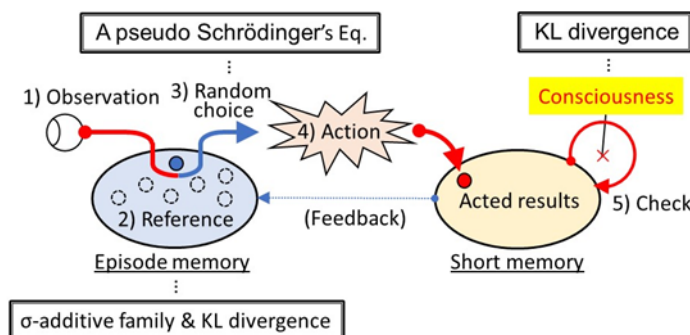 A pseudo Schrödinger's Eq.
KL divergence
1) Observation
3) Random
choice
4) Action
Consciousness
2) Reference
(Feedback)
Acted results
5) Check
Episode memory
Short memory
σ-additive family & KL divergence